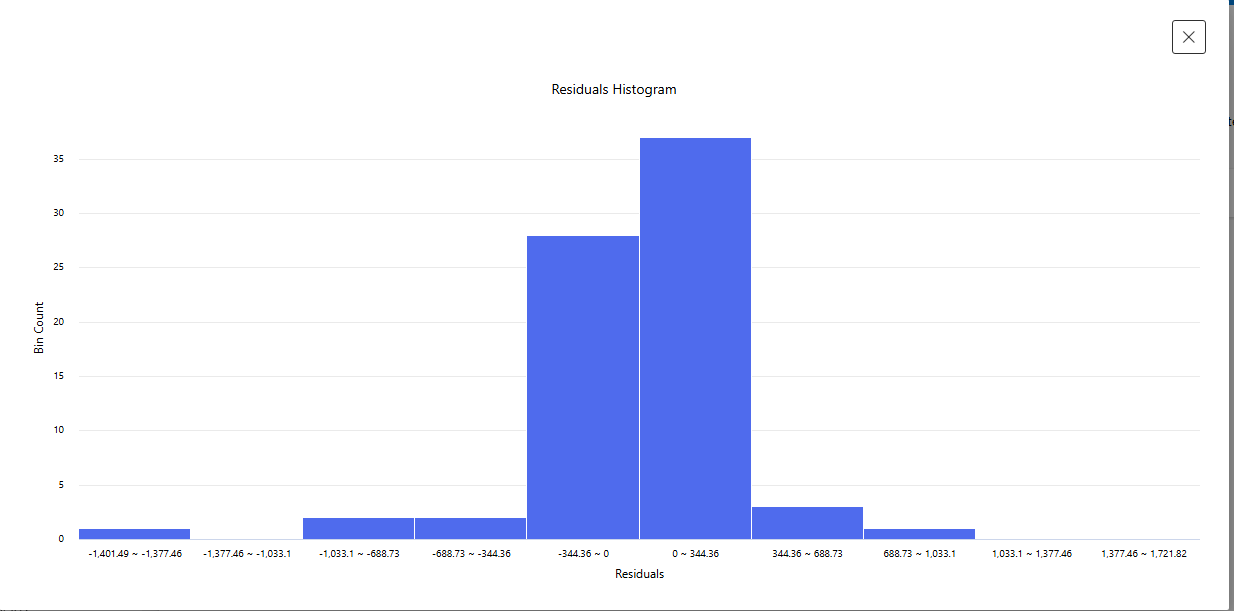 Residuals Histogram
35
30
25
20
15
10
5
0
Bin Count
-1,401.49 ~ -1,377.46 -1,377.46 ~ -1,033.1 -1,033.1 ~ -688.73 -688.73 ~ -344.36 -344.36 ~ 0 0 ~ 344.36 344.36 ~ 688.73 688.73 ~ 1,033.1 1,033.1 ~ 1,377.46 1,377.46 ~ 1,721.82
Residuals